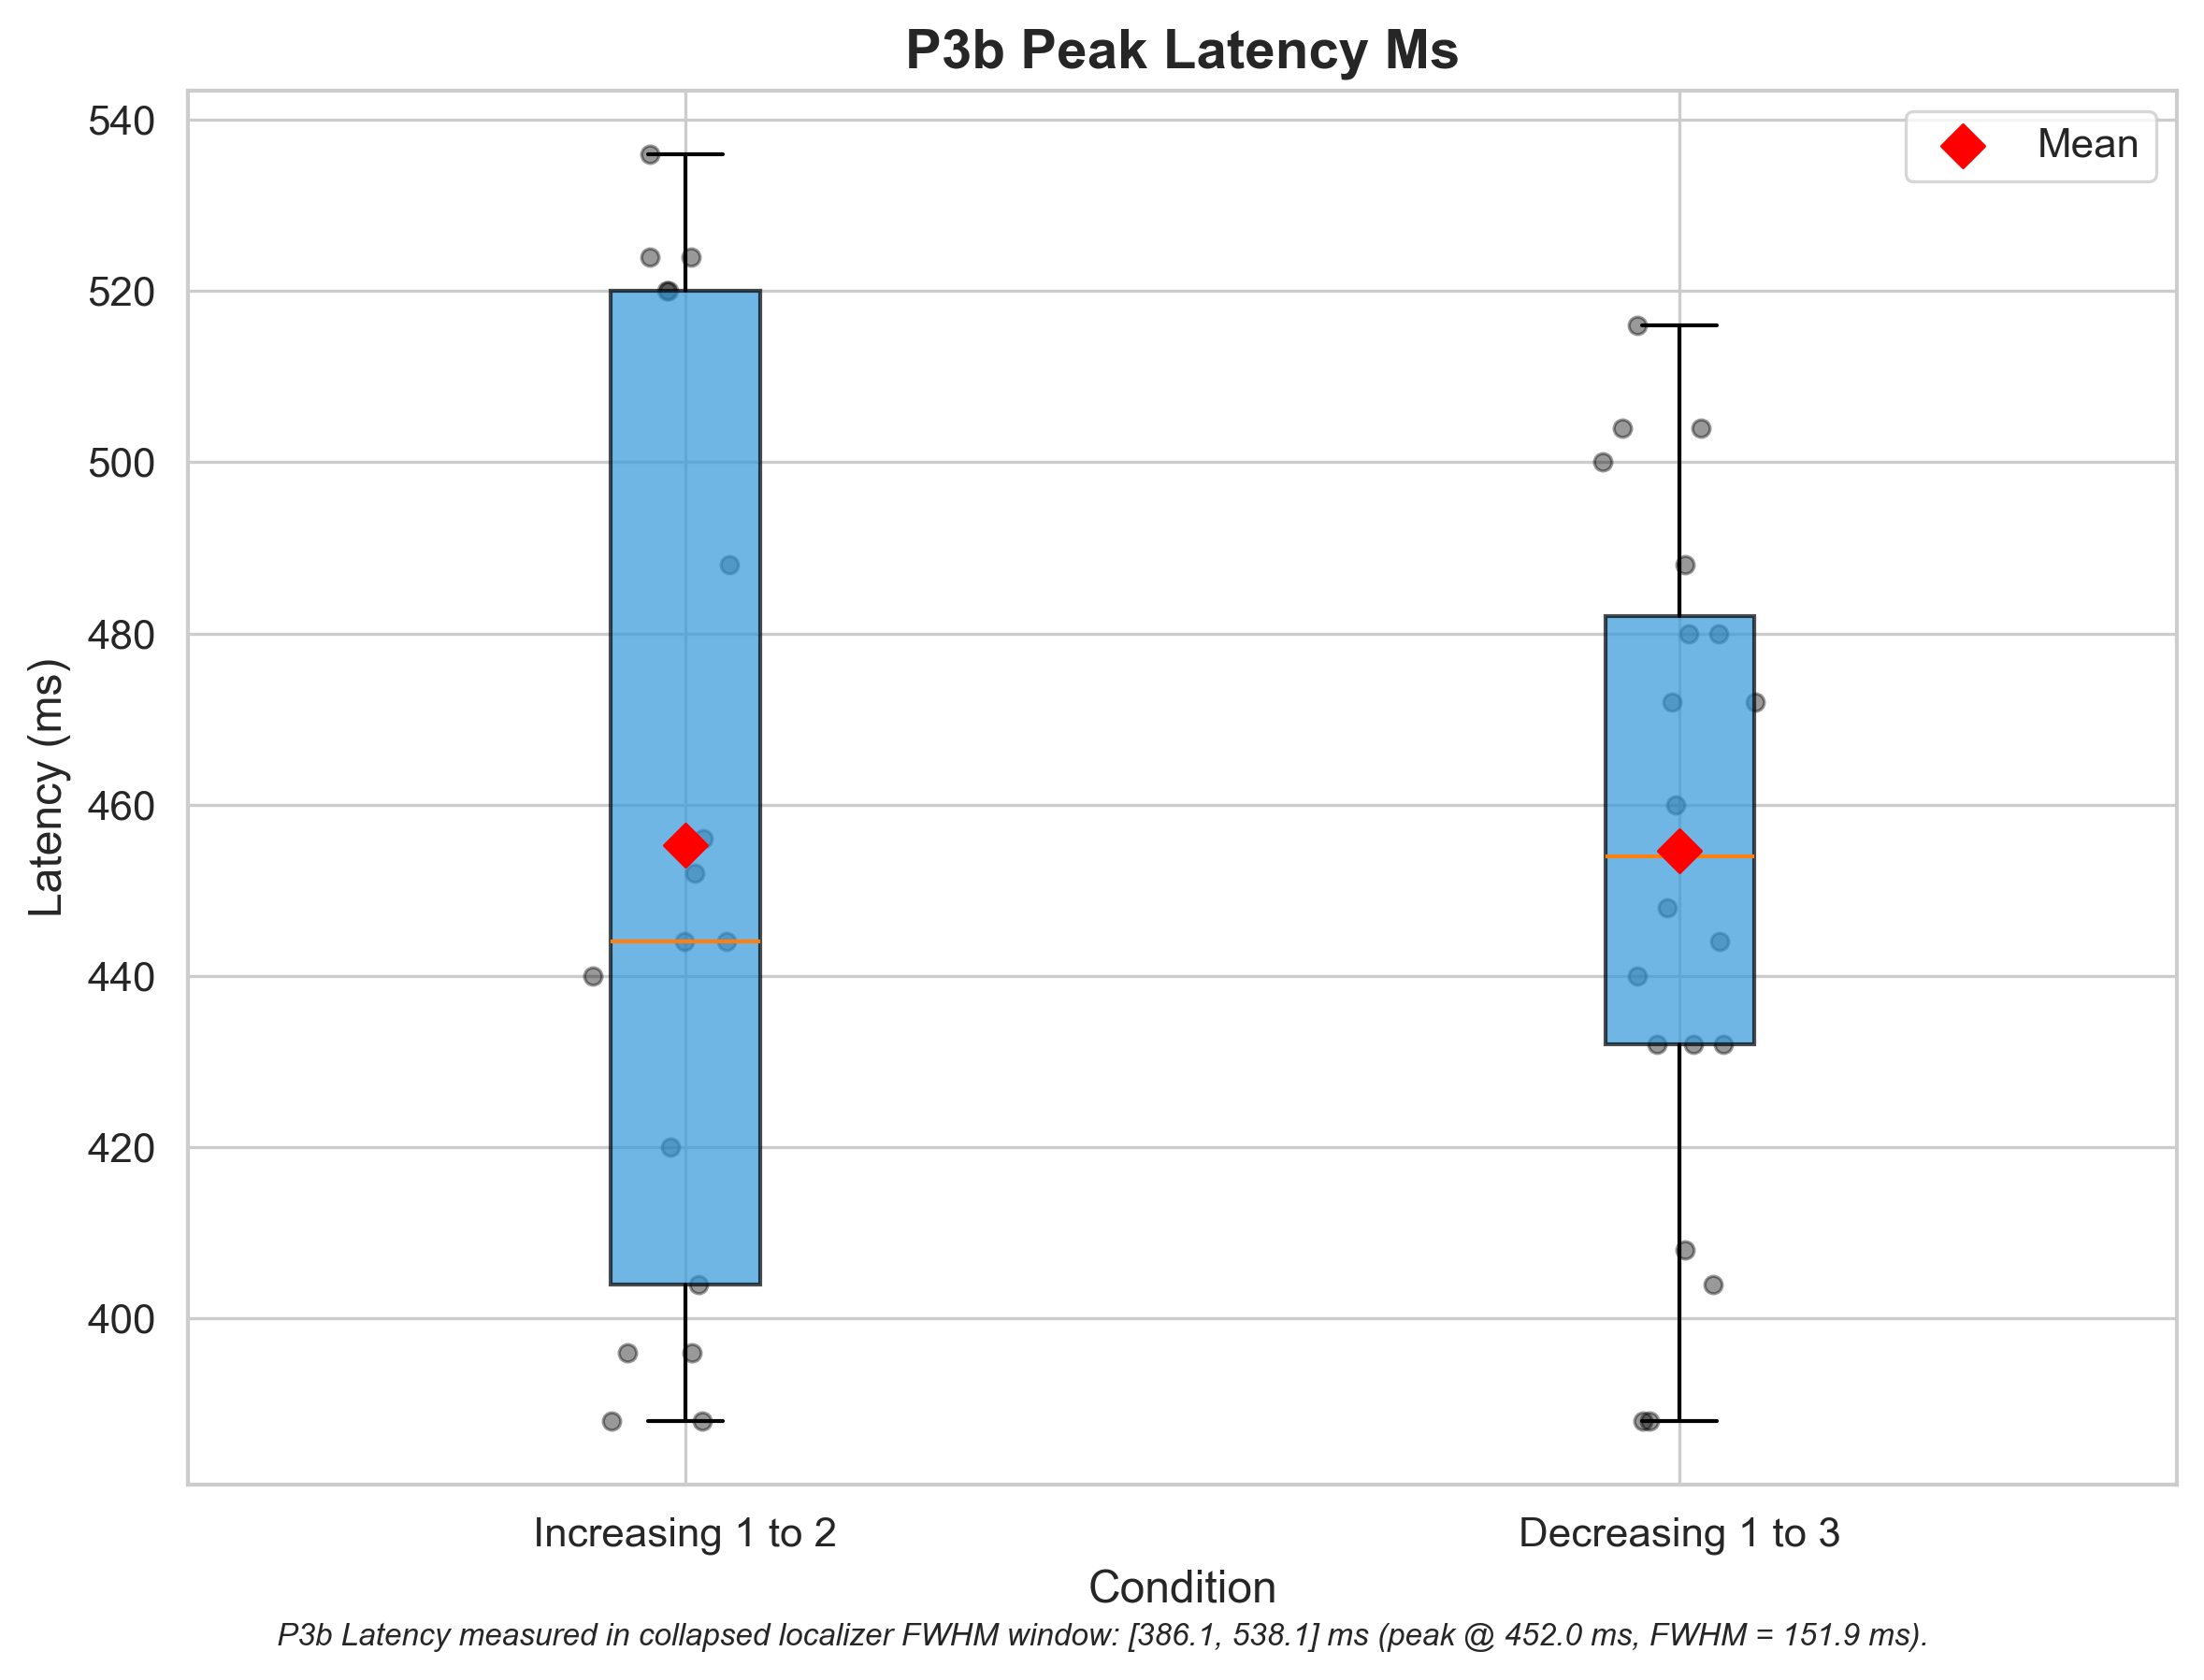 P3b Peak Latency Ms
Mean
540
520
500
480
460
440
420
400
Latency (ms)
Increasing 1 to 2
Decreasing 1 to 3
Condition
P3b Latency measured in collapsed localizer FWHM window: [386.1, 538.1] ms (peak @ 452.0 ms, FWHM = 151.9 ms).